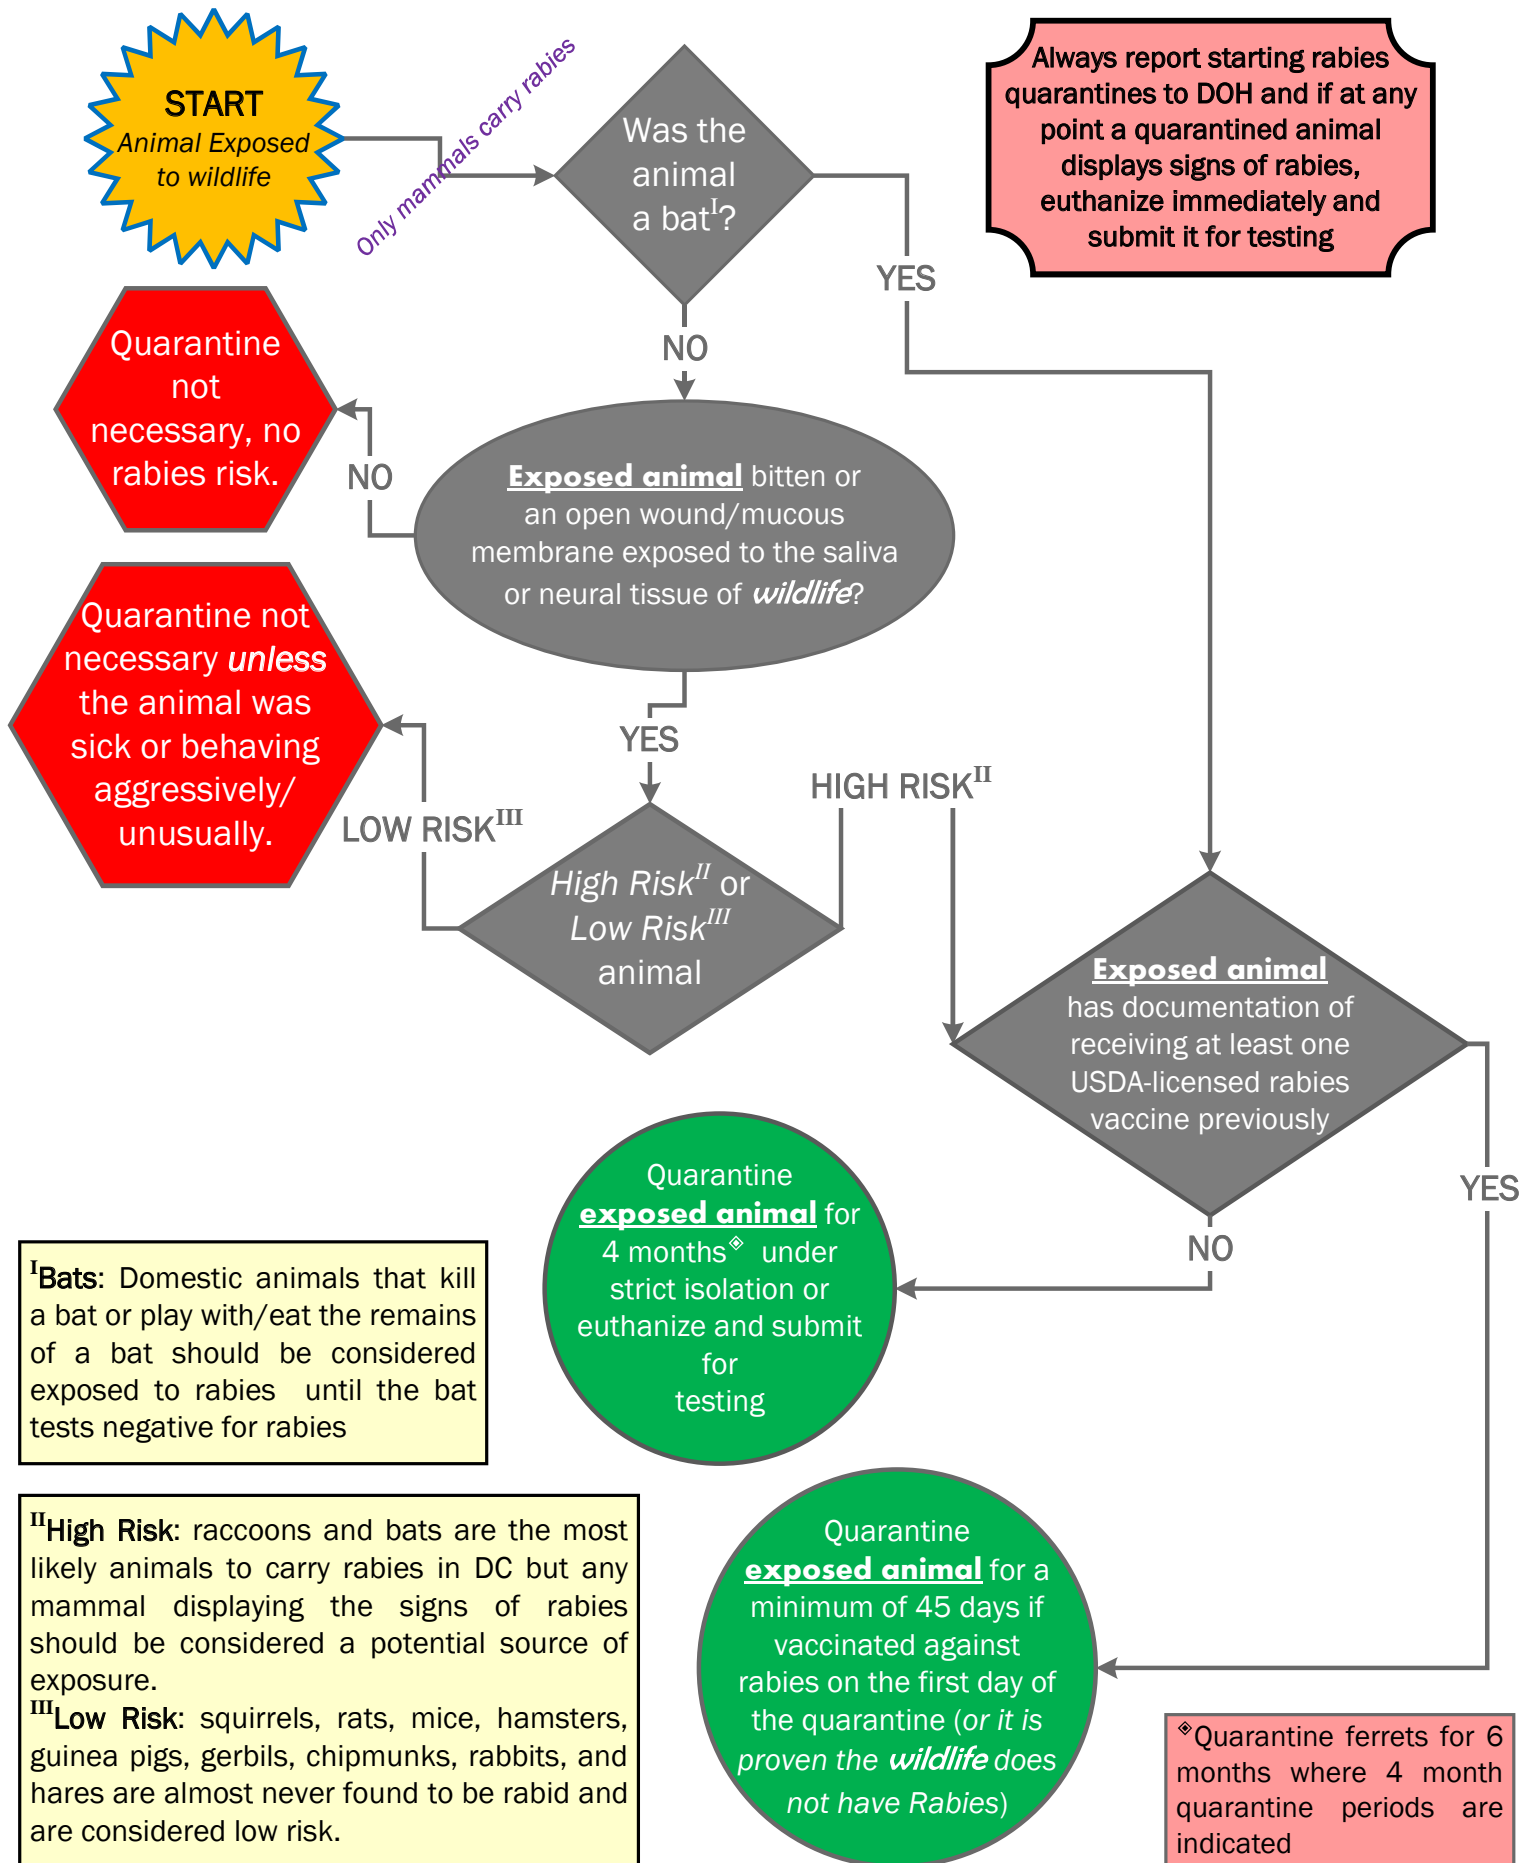 START
Animal Exposed
to wildlife
Only mammals carry rabies
Was the
animal
a bat^I?
Always report starting rabies
quarantines to DOH and if at any
point a quarantined animal
displays signs of rabies,
euthanize immediately and
submit it for testing
YES
NO
Quarantine
not
necessary, no
rabies risk.
NO
Exposed animal bitten or
an open wound/mucous
membrane exposed to the saliva
or neural tissue of wildlife?
Quarantine not
necessary unless
the animal was
sick or behaving
aggressively/
unusually.
YES
LOW RISK^III
HIGH RISK^II
High Risk^II or
Low Risk^III
animal
Exposed animal
has documentation of
receiving at least one
USDA-licensed rabies
vaccine previously
YES
NO
Quarantine
exposed animal for
4 months◈ under
strict isolation or
euthanize and submit
for
testing
^IBats: Domestic animals that kill
a bat or play with/eat the remains
of a bat should be considered
exposed to rabies until the bat
tests negative for rabies
^IIHigh Risk: raccoons and bats are the most
likely animals to carry rabies in DC but any
mammal displaying the signs of rabies
should be considered a potential source of
exposure.
^IIILow Risk: squirrels, rats, mice, hamsters,
guinea pigs, gerbils, chipmunks, rabbits, and
hares are almost never found to be rabid and
are considered low risk.
Quarantine
exposed animal for a
minimum of 45 days if
vaccinated against
rabies on the first day of
the quarantine (or it is
proven the wildlife does
not have Rabies)
◈Quarantine ferrets for 6
months where 4 month
quarantine periods are
indicated